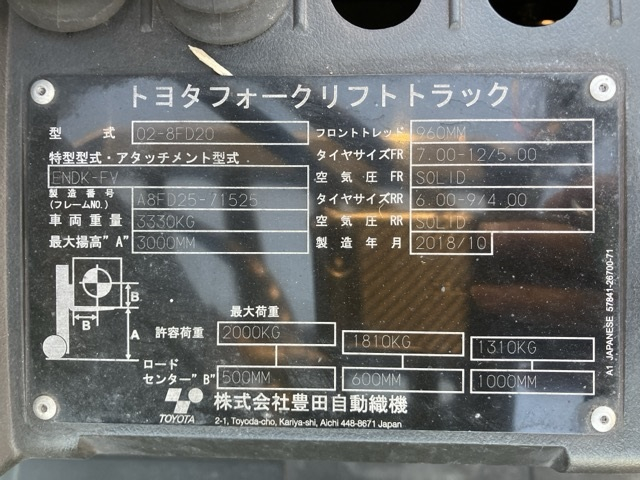 トヨタフォークリフトトラック
型式 02-8FD20 フロントトレッド 960MM
特型型式・アタッチメント型式 タイヤサイズFR 7.00-12/5.00
ENDK-FV 空気圧FR SOLID
製造番号(フレームNO.) A8FD25-71525 タイヤサイズRR 6.00-9/4.00
車両重量 3330KG 空気圧RR SOLID
最大揚高"A" 3000MM 製造年月 2018/10
B
B
A
最大荷重
許容荷重 2000KG 1810KG 1310KG
ロードセンター"B" 500MM 600MM 1000MM
TOYOTA 株式会社豊田自動織機
2-1, Toyoda-cho, Kariya-shi, Aichi 448-8671 Japan
A1 JAPANESE 57841-26700-71